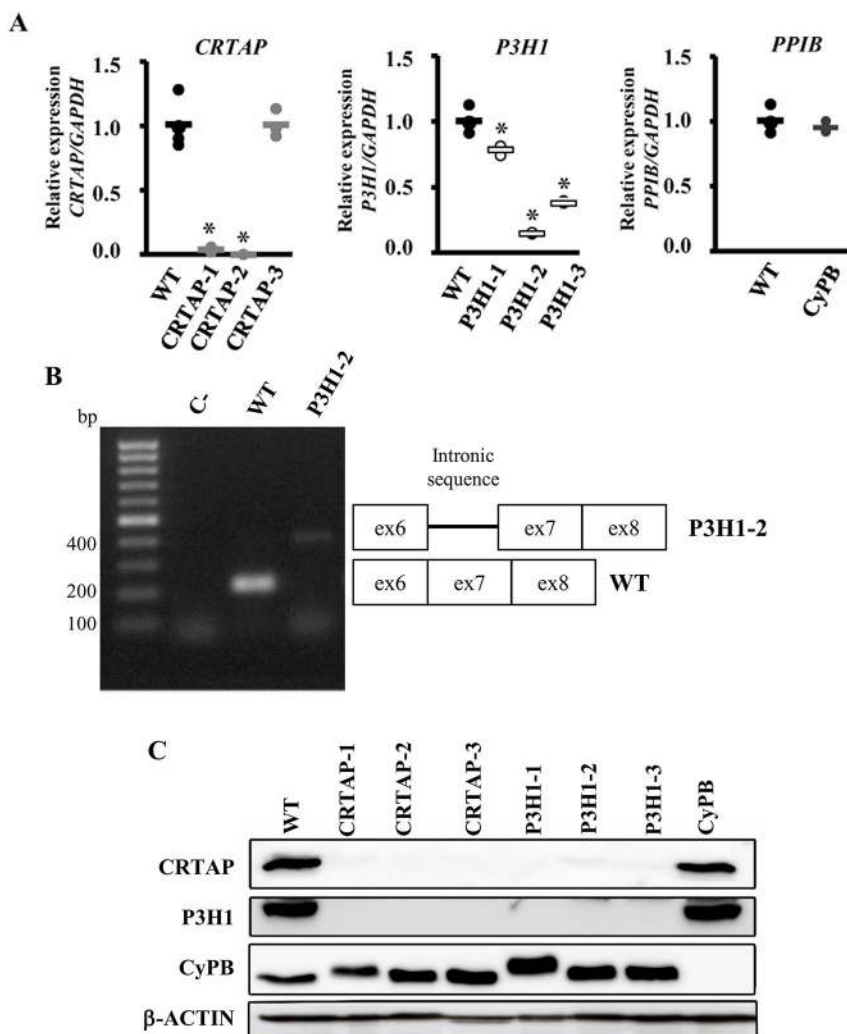 A
CRTAP
P3H1
PPIB
Relative expression
CRTAP/GAPDH
1.5
1.0
0.5
0.0
WT
CRTAP-1
CRTAP-2
CRTAP-3
*
*
Relative expression
P3H1/GAPDH
1.5
1.0
0.5
0.0
WT
P3H1-1
P3H1-2
P3H1-3
*
*
*
Relative expression
PPIB/GAPDH
1.5
1.0
0.5
0.0
WT
CyPB
B
bp
C-
WT
P3H1-2
400
200
100
Intronic
sequence
ex6 ex7 ex8 P3H1-2
ex6 ex7 ex8 WT
C
WT
CRTAP-1
CRTAP-2
CRTAP-3
P3H1-1
P3H1-2
P3H1-3
CyPB
CRTAP
P3H1
CyPB
β-ACTIN